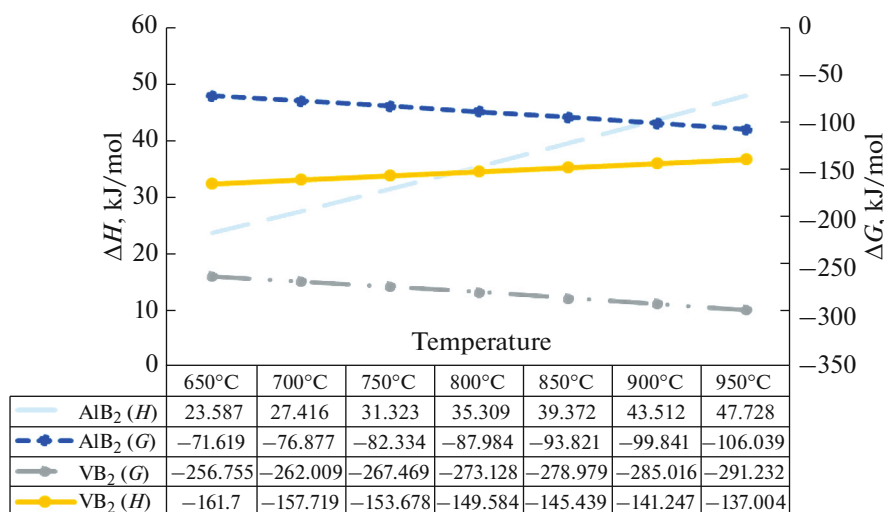 60
50
40
30
20
10
0
ΔH, kJ/mol
0
−50
−100
−150
−200
−250
−300
−350
ΔG, kJ/mol
Temperature
650°C 700°C 750°C 800°C 850°C 900°C 950°C
AlB₂ (H) 23.587 27.416 31.323 35.309 39.372 43.512 47.728
AlB₂ (G) −71.619 −76.877 −82.334 −87.984 −93.821 −99.841 −106.039
VB₂ (G) −256.755 −262.009 −267.469 −273.128 −278.979 −285.016 −291.232
VB₂ (H) −161.7 −157.719 −153.678 −149.584 −145.439 −141.247 −137.004